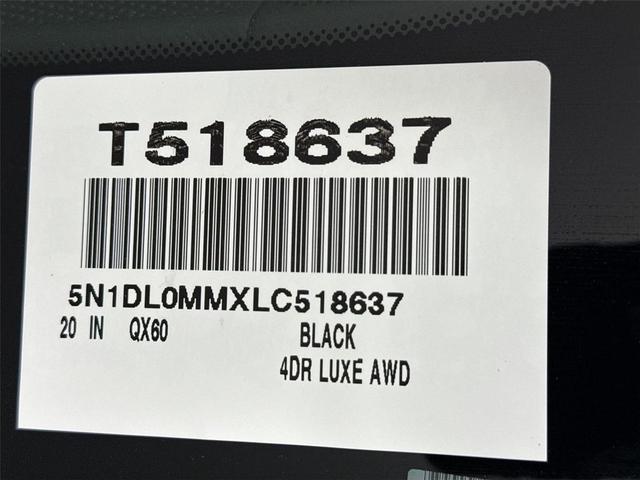 T518637
5N1DL0MMXLC518637
20 IN QX60 BLACK
4DR LUXE AWD